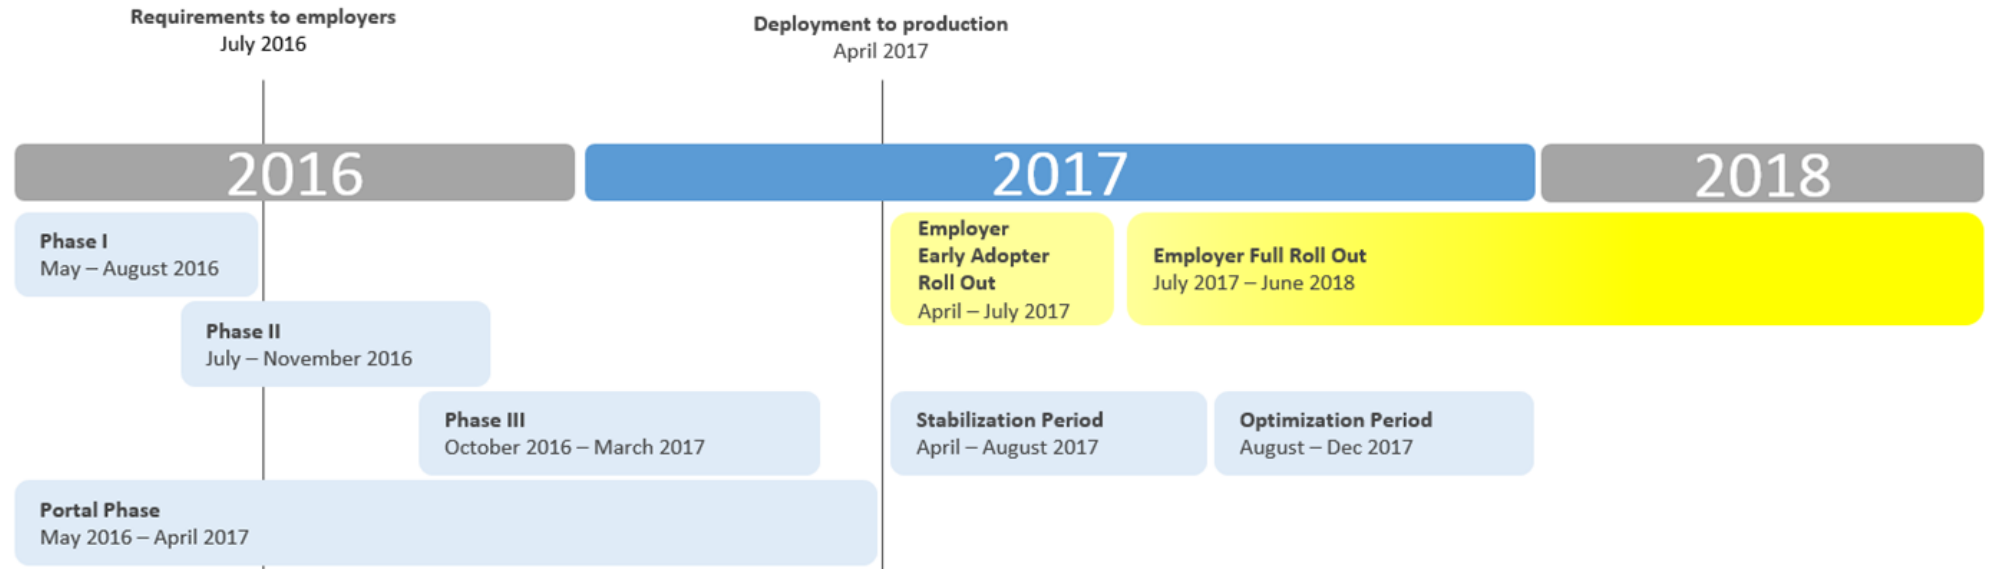 Requirements to employers
July 2016
Deployment to production
April 2017
2016
2017
2018
Phase I
May – August 2016
Employer
Early Adopter
Roll Out
April – July 2017
Employer Full Roll Out
July 2017 – June 2018
Phase II
July – November 2016
Phase III
October 2016 – March 2017
Stabilization Period
April – August 2017
Optimization Period
August – Dec 2017
Portal Phase
May 2016 – April 2017